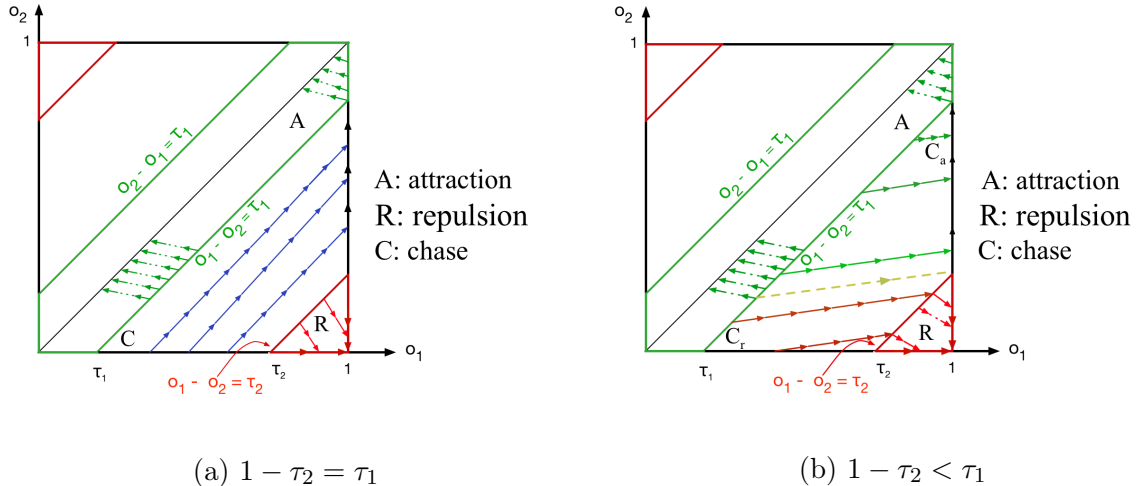 o₂
1
A
o₂ - o₁ = τ₁
o₁ - o₂ = τ₁
C
R
τ₁
τ₂
1
o₁
o₁ - o₂ = τ₂
A: attraction
R: repulsion
C: chase
(a) 1 − τ₂ = τ₁
o₂
1
A
Cₐ
o₂ - o₁ = τ₁
o₁ - o₂ = τ₁
Cᵣ
R
τ₁
τ₂
1
o₁
o₁ - o₂ = τ₂
A: attraction
R: repulsion
C: chase
(b) 1 − τ₂ < τ₁